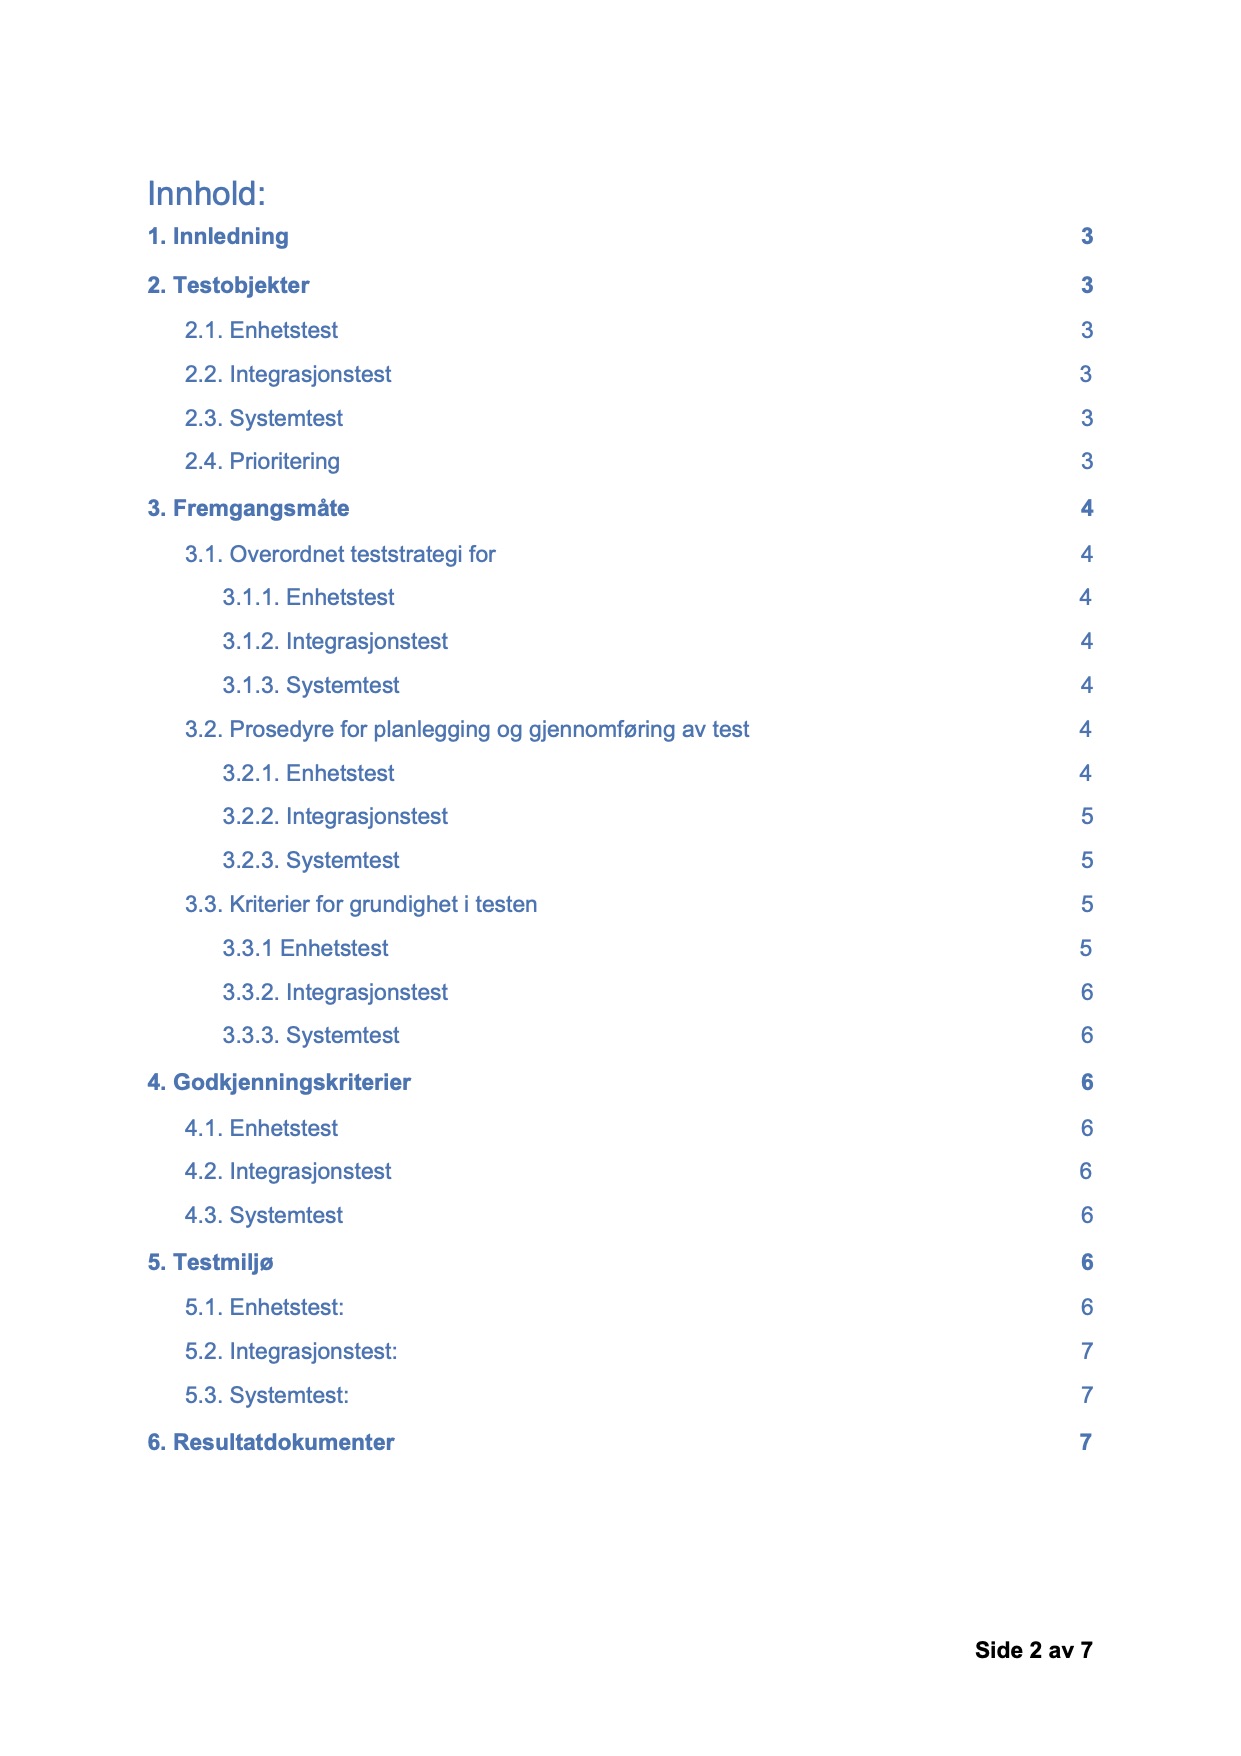 Innhold:
1. Innledning 3
2. Testobjekter 3
2.1. Enhetstest 3
2.2. Integrasjonstest 3
2.3. Systemtest 3
2.4. Prioritering 3
3. Fremgangsmåte 4
3.1. Overordnet teststrategi for 4
3.1.1. Enhetstest 4
3.1.2. Integrasjonstest 4
3.1.3. Systemtest 4
3.2. Prosedyre for planlegging og gjennomføring av test 4
3.2.1. Enhetstest 4
3.2.2. Integrasjonstest 5
3.2.3. Systemtest 5
3.3. Kriterier for grundighet i testen 5
3.3.1 Enhetstest 5
3.3.2. Integrasjonstest 6
3.3.3. Systemtest 6
4. Godkjenningskriterier 6
4.1. Enhetstest 6
4.2. Integrasjonstest 6
4.3. Systemtest 6
5. Testmiljø 6
5.1. Enhetstest: 6
5.2. Integrasjonstest: 7
5.3. Systemtest: 7
6. Resultatdokumenter 7
Side 2 av 7